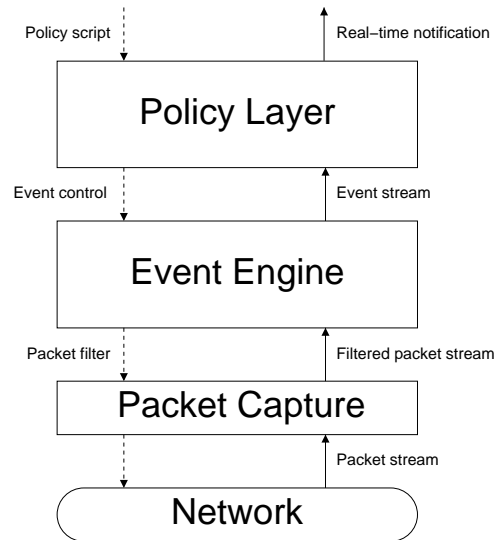 Policy script
Real−time notification
Policy Layer
Event control
Event stream
Event Engine
Packet filter
Filtered packet stream
Packet Capture
Packet stream
Network